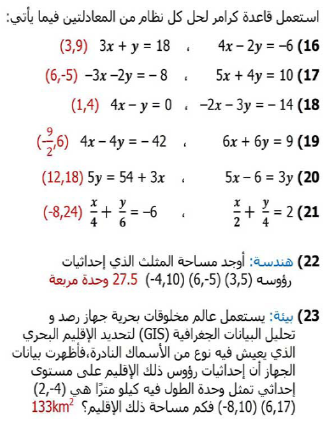 استعمل قاعدة كرامر لحل كل نظام من المعادلتين فيما يأتي:
(16 4x – 2y = –6 ، 3x + y = 18 (3,9)
(17 5x + 4y = 10 ، –3x –2y = – 8 (6,-5)
(18 –2x – 3y = – 14 ، 4x – y = 0 (1,4)
(19 6x + 6y = 9 ، 4x – 4y = – 42 (-9/2,6)
(20 5x – 6 = 3y ، 5y = 54 + 3x (12,18)
(21 x/2 + y/4 = 2 ، x/4 + y/6 = –6 (-8,24)
(22 هندسة: أوجد مساحة المثلث الذي إحداثيات
رؤوسه (3,5) (6,-5) (-4,10) 27.5 وحدة مربعة
(23 بيئة: يستعمل عالم مخلوقات بحرية جهاز رصد و
تحليل البيانات الجغرافية (GIS) لتحديد الإقليم البحري
الذي يعيش فيه نوع من الأسماك النادرة،فأظهرت بيانات
الجهاز أن إحداثيات رؤوس ذلك الإقليم على مستوى
إحداثي تمثل وحدة الطول فيه كيلو مترًا هي (2,-4)
(6,17) (-8,10) فكم مساحة ذلك الإقليم؟ 133km²